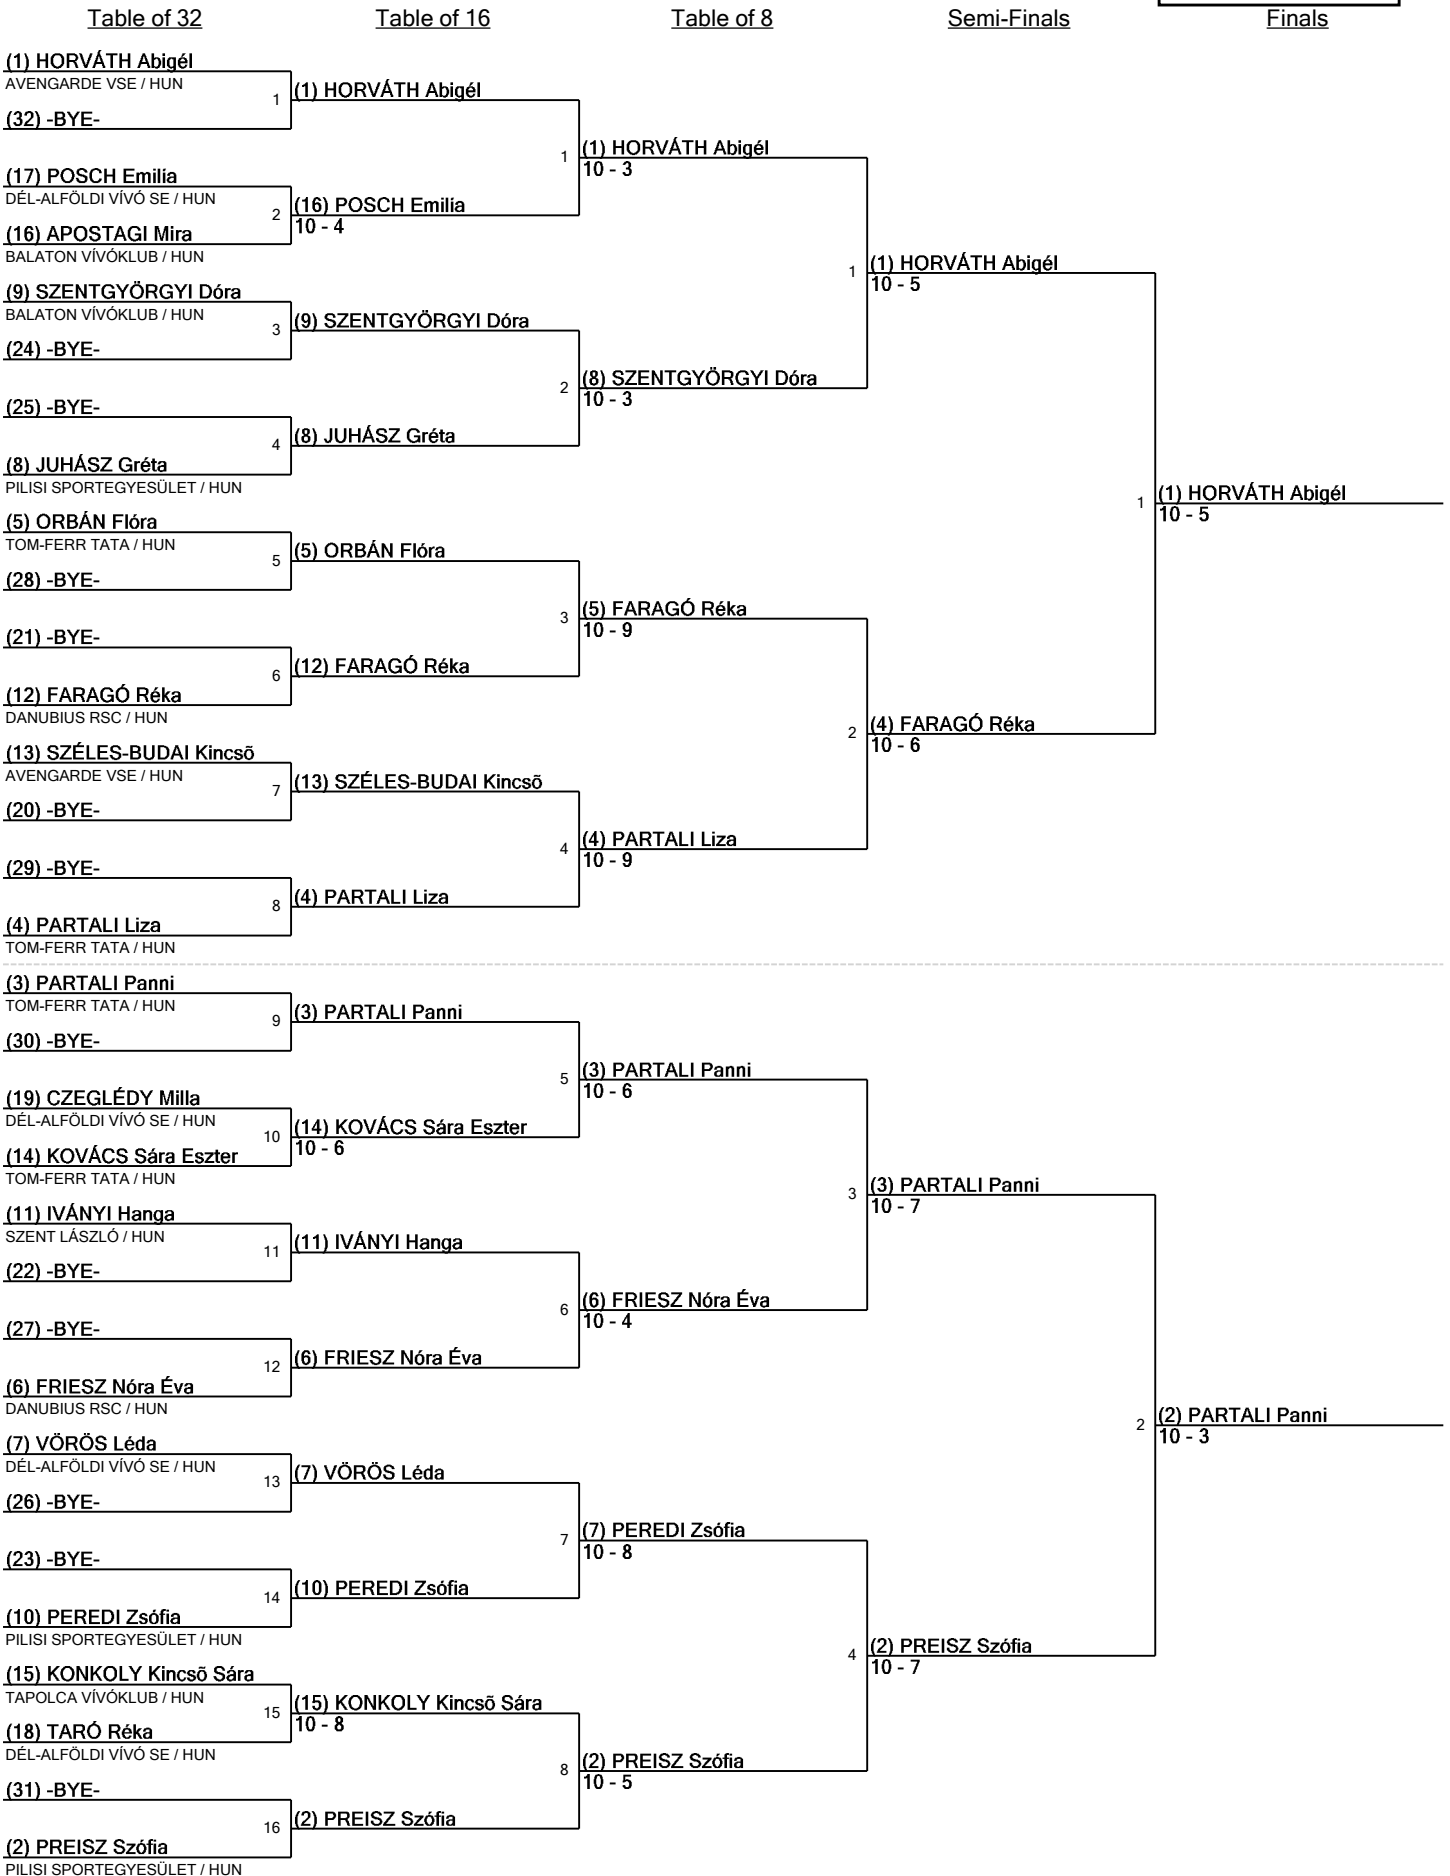 Table of 32
Table of 16
Table of 8
Semi-Finals
Finals
(1) HORVÁTH Abigél
AVENGARDE VSE / HUN
1
(32) -BYE-
(17) POSCH Emilia
DÉL-ALFÖLDI VÍVÓ SE / HUN
2
(16) APOSTAGI Mira
BALATON VÍVÓKLUB / HUN
(9) SZENTGYÖRGYI Dóra
BALATON VÍVÓKLUB / HUN
3
(24) -BYE-
(25) -BYE-
4
(8) JUHÁSZ Gréta
PILISI SPORTEGYESÜLET / HUN
(5) ORBÁN Flóra
TOM-FERR TATA / HUN
5
(28) -BYE-
(21) -BYE-
6
(12) FARAGÓ Réka
DANUBIUS RSC / HUN
(13) SZÉLES-BUDAI Kincsõ
AVENGARDE VSE / HUN
7
(20) -BYE-
(29) -BYE-
8
(4) PARTALI Liza
TOM-FERR TATA / HUN
(3) PARTALI Panni
TOM-FERR TATA / HUN
9
(30) -BYE-
(19) CZEGLÉDY Milla
DÉL-ALFÖLDI VÍVÓ SE / HUN
10
(14) KOVÁCS Sára Eszter
TOM-FERR TATA / HUN
(11) IVÁNYI Hanga
SZENT LÁSZLÓ / HUN
11
(22) -BYE-
(27) -BYE-
12
(6) FRIESZ Nóra Éva
DANUBIUS RSC / HUN
(7) VÖRÖS Léda
DÉL-ALFÖLDI VÍVÓ SE / HUN
13
(26) -BYE-
(23) -BYE-
14
(10) PEREDI Zsófia
PILISI SPORTEGYESÜLET / HUN
(15) KONKOLY Kincsõ Sára
TAPOLCA VÍVÓKLUB / HUN
15
(18) TARÓ Réka
DÉL-ALFÖLDI VÍVÓ SE / HUN
(31) -BYE-
16
(2) PREISZ Szófia
PILISI SPORTEGYESÜLET / HUN
(1) HORVÁTH Abigél
1
(16) POSCH Emilia
10 - 4
(9) SZENTGYÖRGYI Dóra
2
(8) JUHÁSZ Gréta
(5) ORBÁN Flóra
3
(12) FARAGÓ Réka
(13) SZÉLES-BUDAI Kincsõ
4
(4) PARTALI Liza
(3) PARTALI Panni
5
(14) KOVÁCS Sára Eszter
10 - 6
(11) IVÁNYI Hanga
6
(6) FRIESZ Nóra Éva
(7) VÖRÖS Léda
7
(10) PEREDI Zsófia
(15) KONKOLY Kincsõ Sára
10 - 8
8
(2) PREISZ Szófia
(1) HORVÁTH Abigél
10 - 3
1
(8) SZENTGYÖRGYI Dóra
10 - 3
(5) FARAGÓ Réka
10 - 9
2
(4) PARTALI Liza
10 - 9
(3) PARTALI Panni
10 - 6
3
(6) FRIESZ Nóra Éva
10 - 4
(7) PEREDI Zsófia
10 - 8
4
(2) PREISZ Szófia
10 - 5
(1) HORVÁTH Abigél
10 - 5
1
(4) FARAGÓ Réka
10 - 6
(3) PARTALI Panni
10 - 7
2
(2) PREISZ Szófia
10 - 7
(1) HORVÁTH Abigél
10 - 5
(2) PARTALI Panni
10 - 3